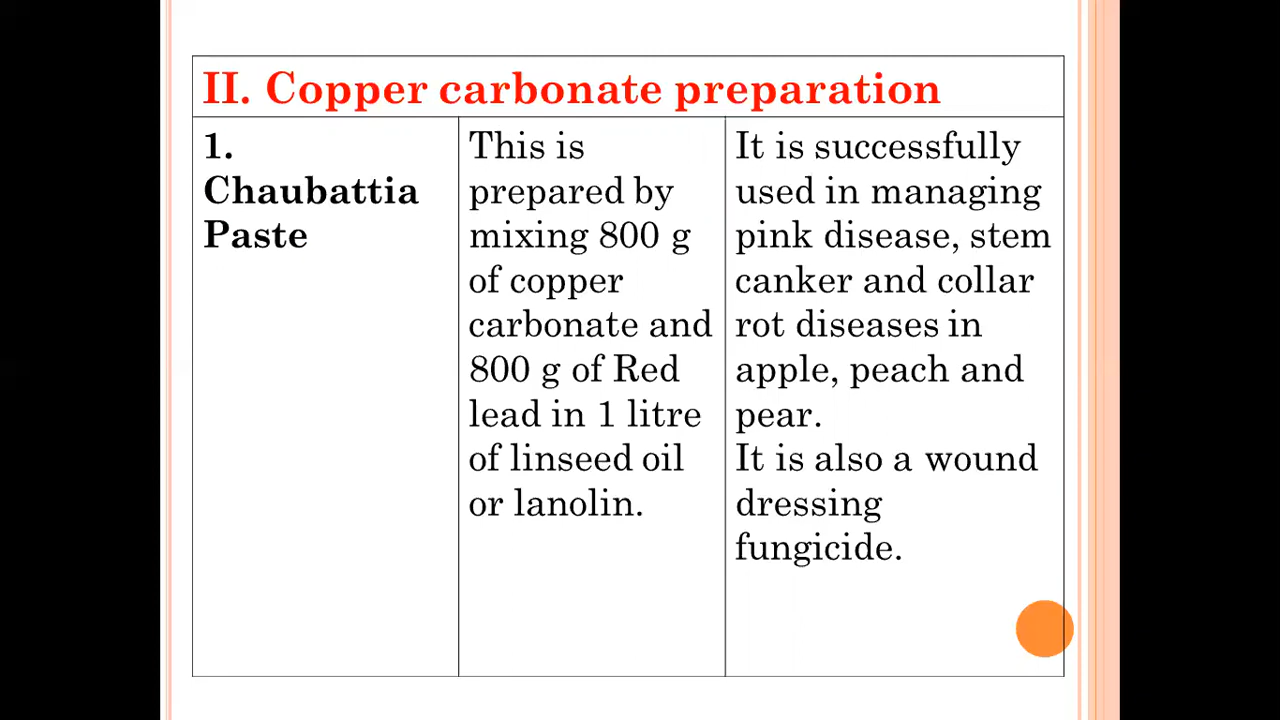 II. Copper carbonate preparation
1.
Chaubattia
Paste
This is
prepared by
mixing 800 g
of copper
carbonate and
800 g of Red
lead in 1 litre
of linseed oil
or lanolin.
It is successfully
used in managing
pink disease, stem
canker and collar
rot diseases in
apple, peach and
pear.
It is also a wound
dressing
fungicide.